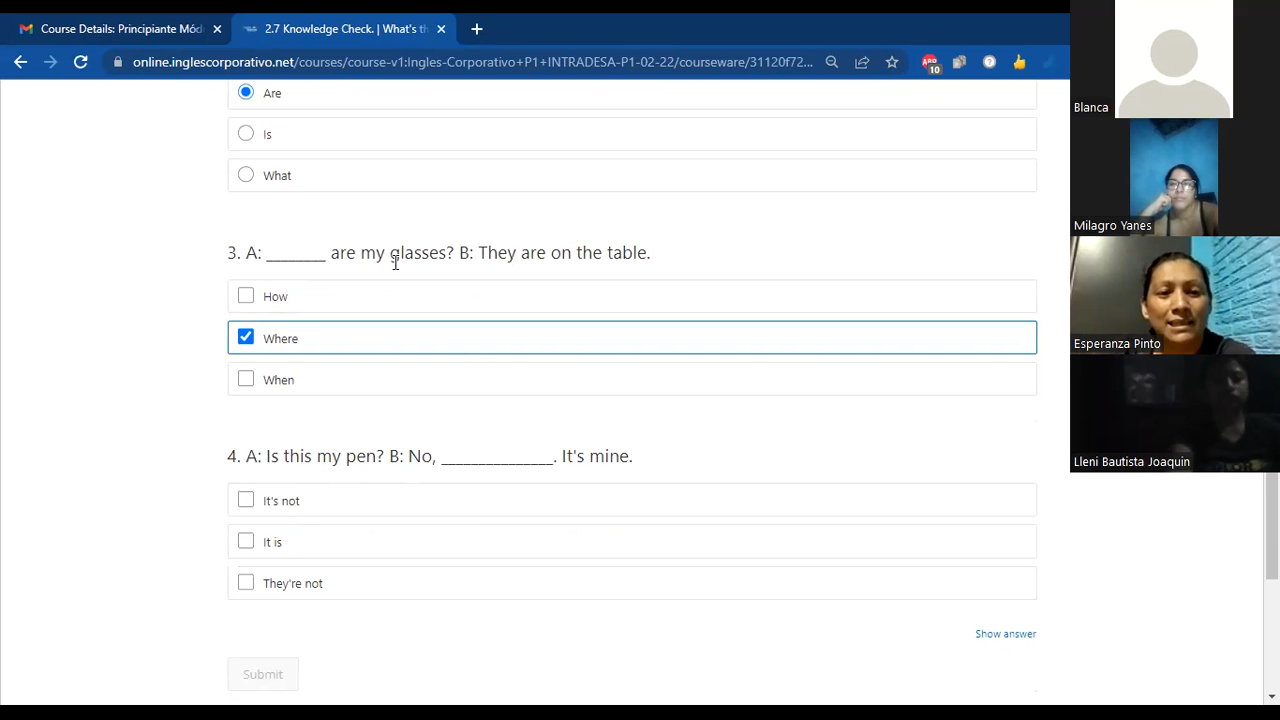 Course Details: Principiante Mód
2.7 Knowledge Check. | What's th
online.inglescorporativo.net/courses/course-v1:Ingles-Corporativo+P1+INTRADESA-P1-02-22/courseware/31120f72...
10
Are
Is
What
3. A: ________ are my glasses? B: They are on the table.
How
Where
When
4. A: Is this my pen? B: No, _______________. It's mine.
It's not
It is
They're not
Show answer
Submit
Blanca
Milagro Yanes
Esperanza Pinto
Lleni Bautista Joaquin